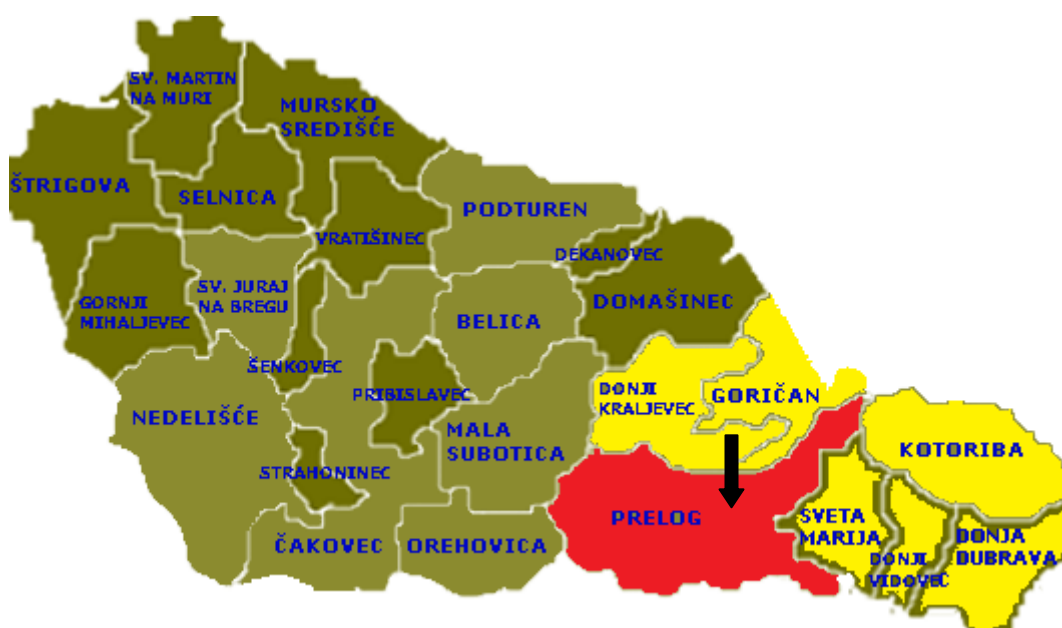 SV. MARTIN
NA MURI
MURSKO
SREDIŠĆE
ŠTRIGOVA
SELNICA
PODTUREN
VRATIŠINEC
DEKANOVEC
SV. JURAJ
NA BREGU
GORNJI
MIHALJEVEC
DOMAŠINEC
BELICA
ŠENKOVEC
PRIBISLAVEC
DONJI
KRALJEVEC
GORIČAN
NEDELIŠĆE
MALA
SUBOTICA
KOTORIBA
STRAHONINEC
PRELOG
SVETA
MARIJA
ČAKOVEC
OREHOVICA
DONJI
VIDOVEC
DONJA
DUBRAVA